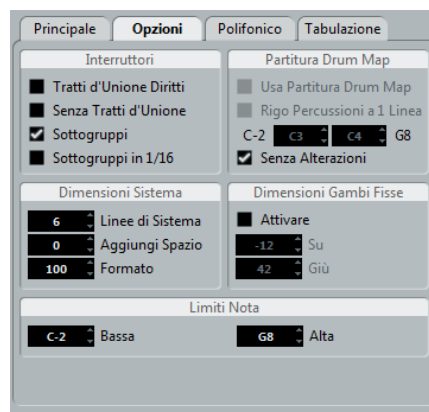 Principale Opzioni Polifonico Tabulazione
Interruttori
Tratti d'Unione Diritti
Senza Tratti d'Unione
Sottogruppi
Sottogruppi in 1/16
Partitura Drum Map
Usa Partitura Drum Map
Rigo Percussioni a 1 Linea
C-2 C3 C4 G8
Senza Alterazioni
Dimensioni Sistema
6 Linee di Sistema
0 Aggiungi Spazio
100 Formato
Dimensioni Gambi Fisse
Attivare
-12 Su
42 Giù
Limiti Nota
C-2 Bassa G8 Alta